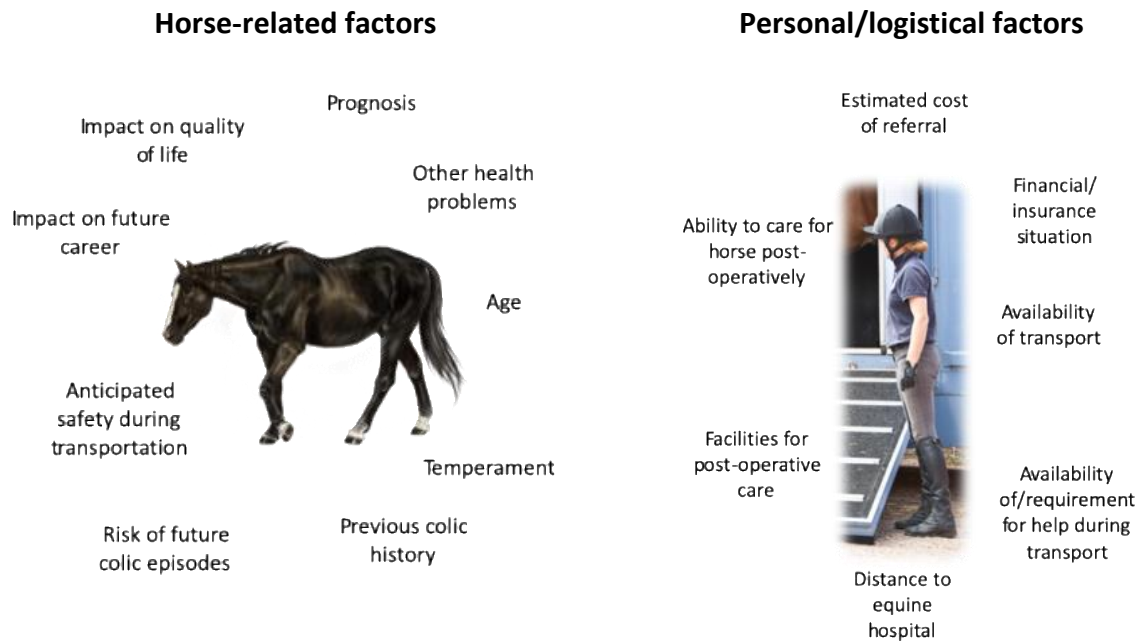 Horse-related factors
Prognosis
Impact on quality
of life
Other health
problems
Impact on future
career
Age
Anticipated
safety during
transportation
Temperament
Previous colic
history
Risk of future
colic episodes
Personal/logistical factors
Estimated cost
of referral
Financial/
insurance
situation
Ability to care for
horse post-
operatively
Availability
of transport
Facilities for
post-operative
care
Availability
of/requirement
for help during
transport
Distance to
equine
hospital